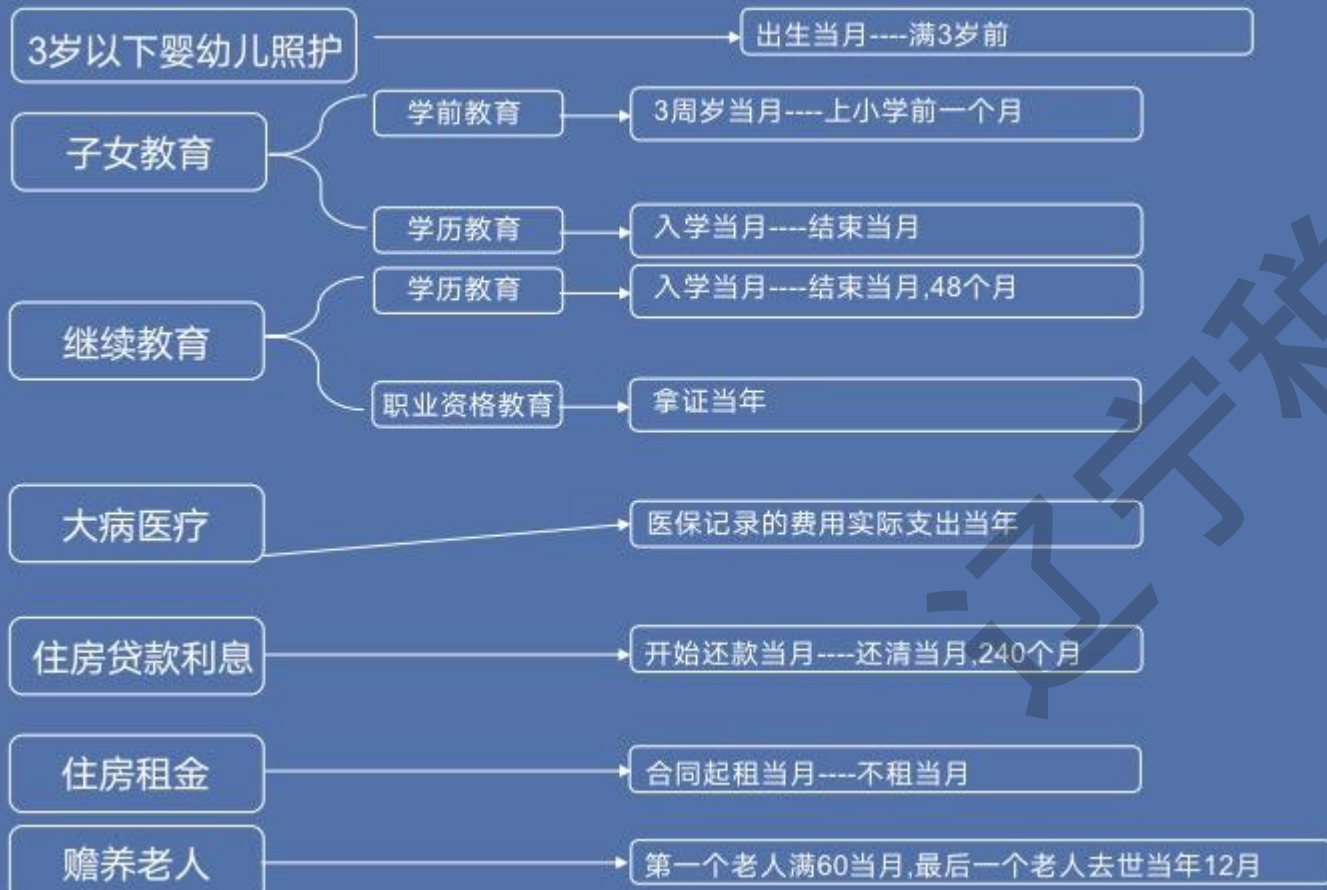 3岁以下婴幼儿照护
出生当月----满3岁前
子女教育
学前教育
3周岁当月----上小学前一个月
学历教育
入学当月----结束当月
继续教育
学历教育
入学当月----结束当月,48个月
职业资格教育
拿证当年
大病医疗
医保记录的费用实际支出当年
住房贷款利息
开始还款当月----还清当月,240个月
住房租金
合同起租当月----不租当月
赡养老人
第一个老人满60当月,最后一个老人去世当年12月
辽宁税